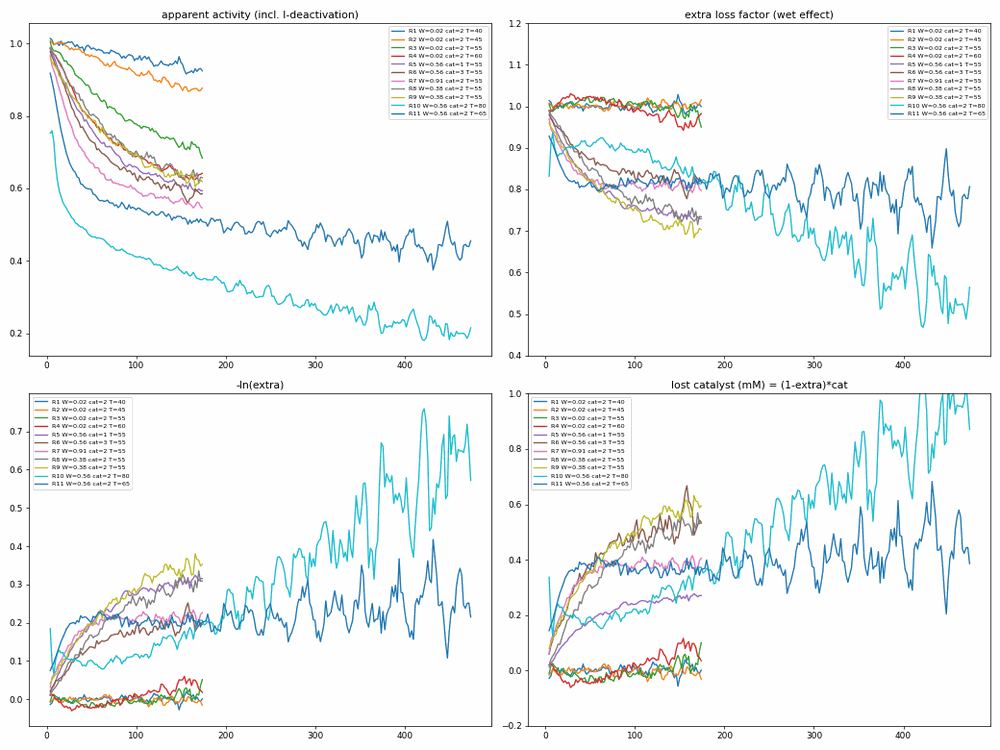 apparent activity (incl. I-deactivation)
1.0
0.8
0.6
0.4
0.2
0
100
200
300
400
R1 W=0.02 cat=2 T=40
R2 W=0.02 cat=2 T=45
R3 W=0.02 cat=2 T=55
R4 W=0.02 cat=2 T=60
R5 W=0.56 cat=1 T=55
R6 W=0.56 cat=3 T=55
R7 W=0.91 cat=2 T=55
R8 W=0.38 cat=2 T=55
R9 W=0.38 cat=2 T=55
R10 W=0.56 cat=2 T=80
R11 W=0.56 cat=2 T=65
extra loss factor (wet effect)
1.2
1.1
1.0
0.9
0.8
0.7
0.6
0.5
0.4
0
100
200
300
400
R1 W=0.02 cat=2 T=40
R2 W=0.02 cat=2 T=45
R3 W=0.02 cat=2 T=55
R4 W=0.02 cat=2 T=60
R5 W=0.56 cat=1 T=55
R6 W=0.56 cat=3 T=55
R7 W=0.91 cat=2 T=55
R8 W=0.38 cat=2 T=55
R9 W=0.38 cat=2 T=55
R10 W=0.56 cat=2 T=80
R11 W=0.56 cat=2 T=65
-ln(extra)
0.7
0.6
0.5
0.4
0.3
0.2
0.1
0.0
0
100
200
300
400
R1 W=0.02 cat=2 T=40
R2 W=0.02 cat=2 T=45
R3 W=0.02 cat=2 T=55
R4 W=0.02 cat=2 T=60
R5 W=0.56 cat=1 T=55
R6 W=0.56 cat=3 T=55
R7 W=0.91 cat=2 T=55
R8 W=0.38 cat=2 T=55
R9 W=0.38 cat=2 T=55
R10 W=0.56 cat=2 T=80
R11 W=0.56 cat=2 T=65
lost catalyst (mM) = (1-extra)*cat
1.0
0.8
0.6
0.4
0.2
0.0
−0.2
0
100
200
300
400
R1 W=0.02 cat=2 T=40
R2 W=0.02 cat=2 T=45
R3 W=0.02 cat=2 T=55
R4 W=0.02 cat=2 T=60
R5 W=0.56 cat=1 T=55
R6 W=0.56 cat=3 T=55
R7 W=0.91 cat=2 T=55
R8 W=0.38 cat=2 T=55
R9 W=0.38 cat=2 T=55
R10 W=0.56 cat=2 T=80
R11 W=0.56 cat=2 T=65